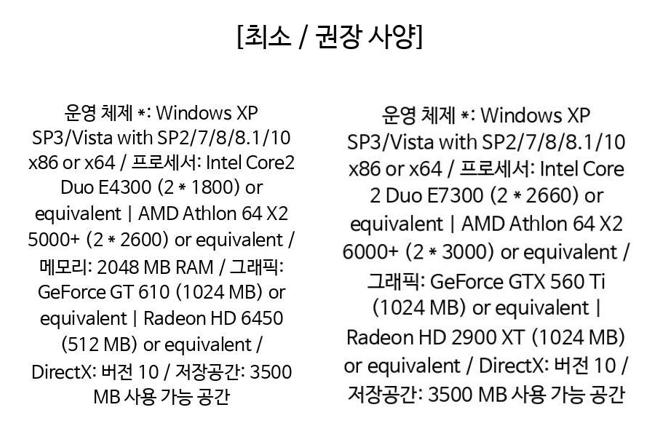 [최소 / 권장 사양]
운영 체제 *: Windows XP
SP3/Vista with SP2/7/8/8.1/10
x86 or x64 / 프로세서: Intel Core2
Duo E4300 (2 * 1800) or
equivalent | AMD Athlon 64 X2
5000+ (2 * 2600) or equivalent /
메모리: 2048 MB RAM / 그래픽:
GeForce GT 610 (1024 MB) or
equivalent | Radeon HD 6450
(512 MB) or equivalent /
DirectX: 버전 10 / 저장공간: 3500
MB 사용 가능 공간
운영 체제 *: Windows XP
SP3/Vista with SP2/7/8/8.1/10
x86 or x64 / 프로세서: Intel Core
2 Duo E7300 (2 * 2660) or
equivalent | AMD Athlon 64 X2
6000+ (2 * 3000) or equivalent /
그래픽: GeForce GTX 560 Ti
(1024 MB) or equivalent |
Radeon HD 2900 XT (1024 MB)
or equivalent / DirectX: 버전 10 /
저장공간: 3500 MB 사용 가능 공간